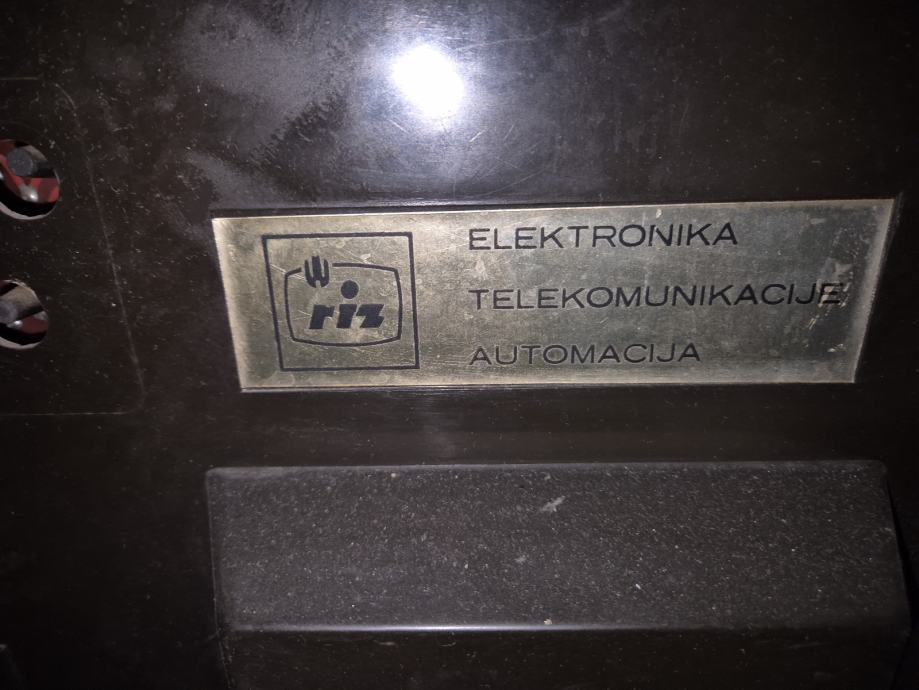 riz
ELEKTRONIKA
TELEKOMUNIKACIJE
AUTOMACIJA